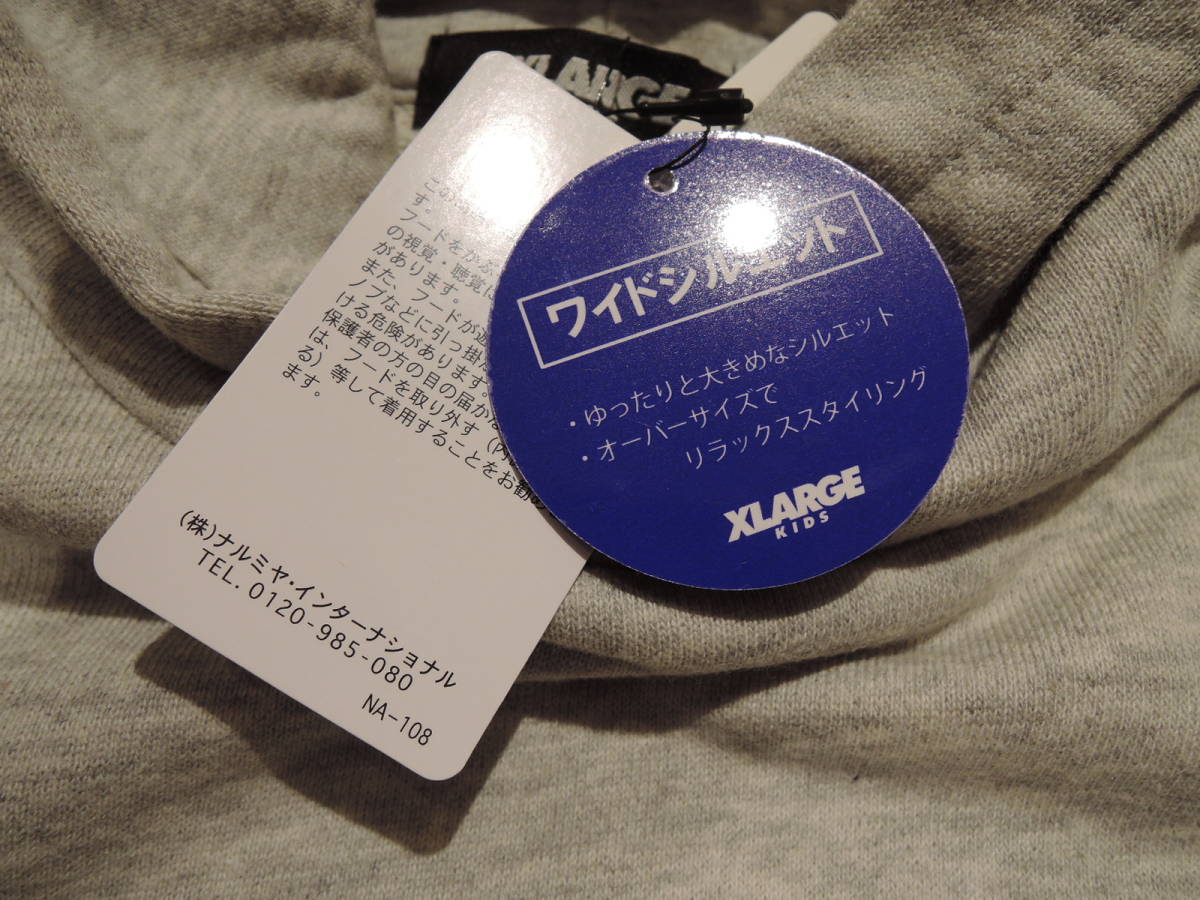 XLARGE
フードをかぶ
の視覚・聴覚に
があります。
また、フードが遊
ノブなどに引っ掛
ける危険があります。
保護者の方の目の届か
は、フードを取り外す（内
る）等して着用することをお勧め
ます。
(株)ナルミヤ・インターナショナル
TEL. 0120-985-080
NA-108
ワイドシルエット
・ゆったりと大きめなシルエット
・オーバーサイズで
リラックススタイリング
XLARGE
KIDS